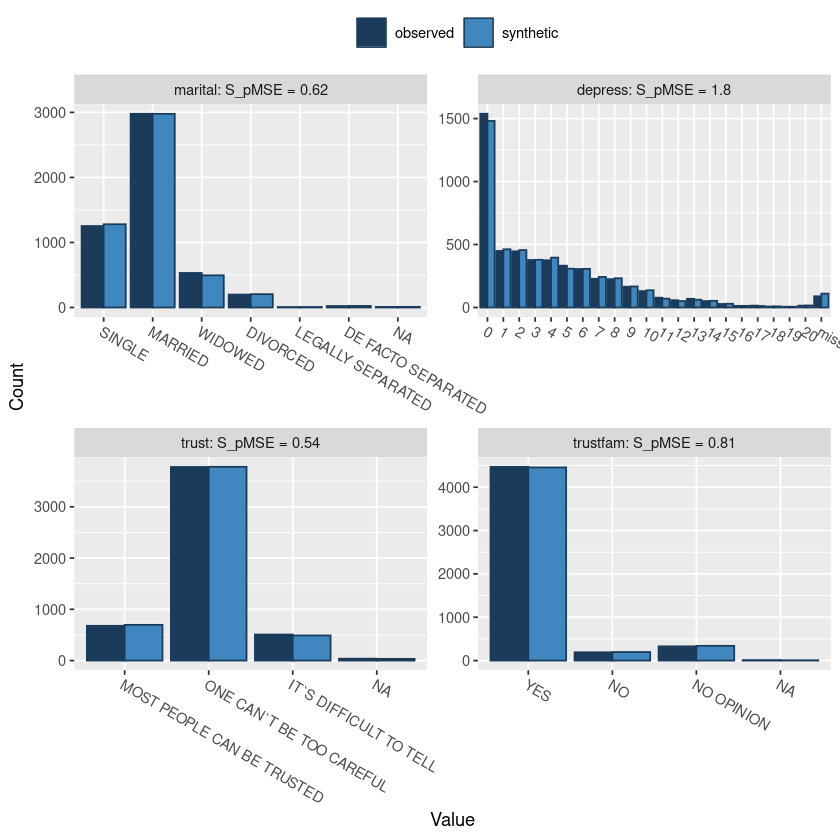 observed synthetic
marital: S_pMSE = 0.62
3000
2000
1000
0
SINGLE
MARRIED
WIDOWED
DIVORCED
LEGALLY SEPARATED
DE FACTO SEPARATED
NA
depress: S_pMSE = 1.8
1500
1000
500
0
0 1 2 3 4 5 6 7 8 9 10 11 12 13 14 15 16 17 18 19 20 miss
Count
trust: S_pMSE = 0.54
3000
2000
1000
0
MOST PEOPLE CAN BE TRUSTED
ONE CAN`T BE TOO CAREFUL
IT`S DIFFICULT TO TELL
NA
trustfam: S_pMSE = 0.81
4000
3000
2000
1000
0
YES
NO
NO OPINION
NA
Value